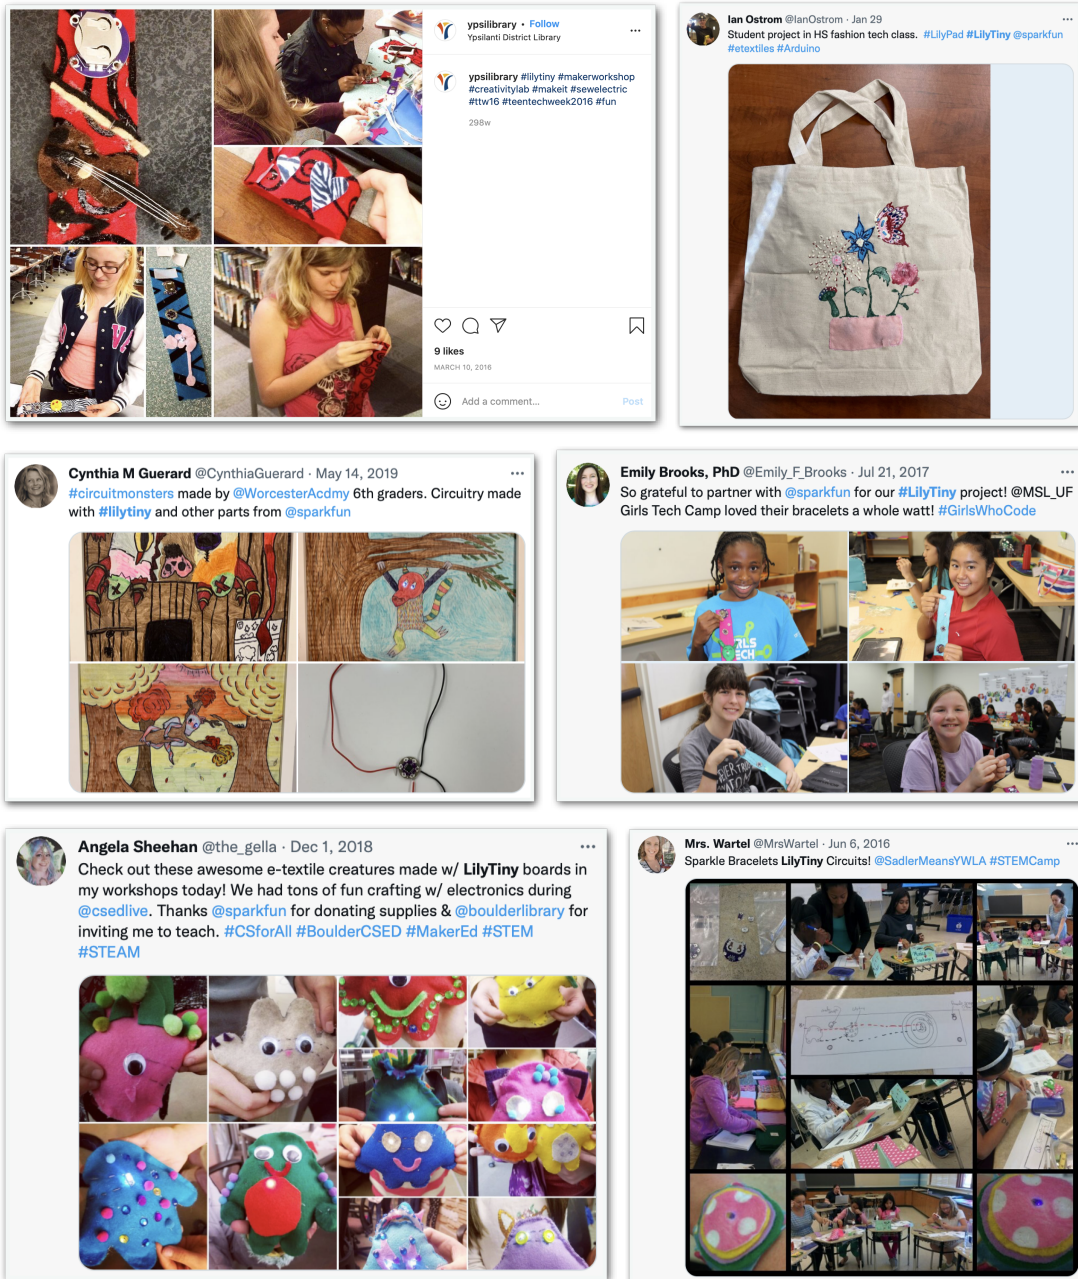 ypsilibrary • Follow
Ypsilanti District Library
ypsilibrary #lilytiny #makerworkshop
#creativitylab #makeit #sewelectric
#ttw16 #teentechweek2016 #fun
298w
9 likes
MARCH 10, 2016
Add a comment...
Post
Ian Ostrom @IanOstrom · Jan 29
Student project in HS fashion tech class. #LilyPad #LilyTiny @sparkfun
#etextiles #Arduino
Cynthia M Guerard @CynthiaGuerard · May 14, 2019
#circuitmonsters made by @WorcesterAcdmy 6th graders. Circuitry made
with #lilytiny and other parts from @sparkfun
Emily Brooks, PhD @Emily_F_Brooks · Jul 21, 2017
So grateful to partner with @sparkfun for our #LilyTiny project! @MSL_UF
Girls Tech Camp loved their bracelets a whole watt! #GirlsWhoCode
Angela Sheehan @the_gella · Dec 1, 2018
Check out these awesome e-textile creatures made w/ LilyTiny boards in
my workshops today! We had tons of fun crafting w/ electronics during
@csedlive. Thanks @sparkfun for donating supplies & @boulderlibrary for
inviting me to teach. #CSforAll #BoulderCSED #MakerEd #STEM
#STEAM
Mrs. Wartel @MrsWartel · Jun 6, 2016
Sparkle Bracelets LilyTiny Circuits! @SadlerMeansYWLA #STEMCamp